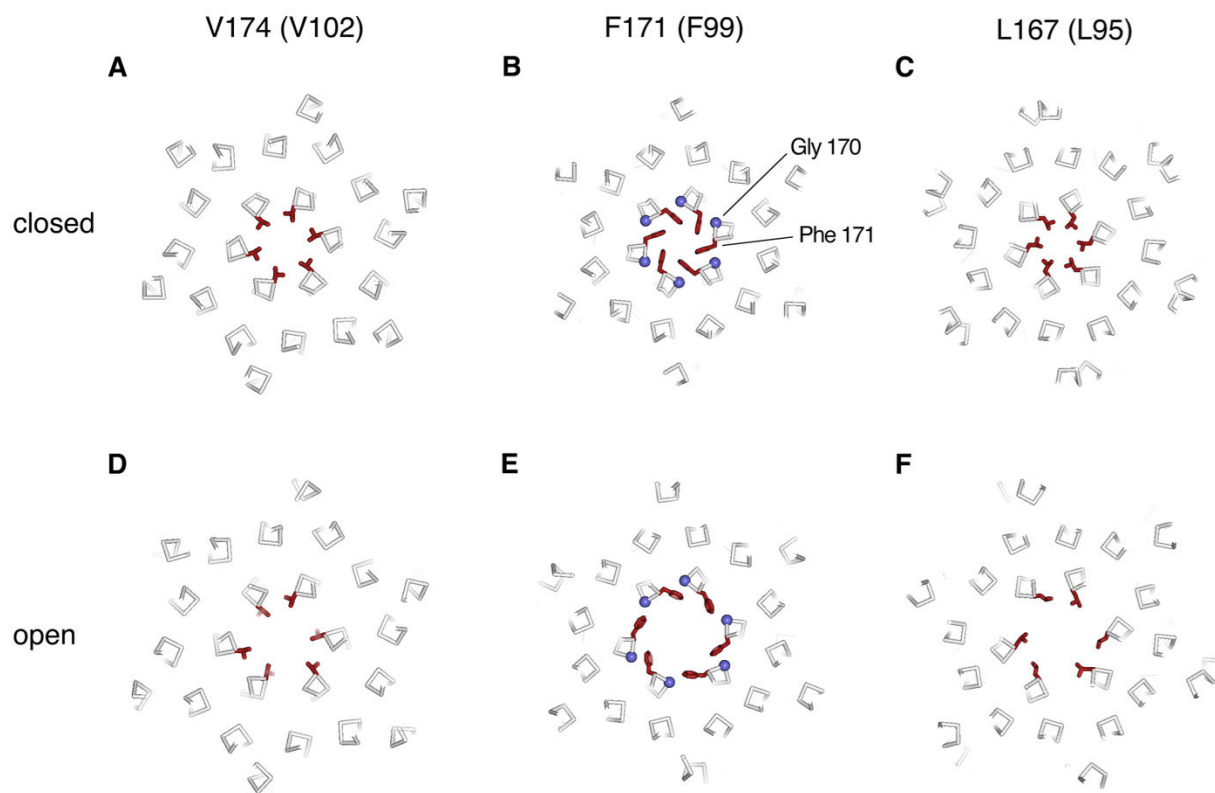 V174 (V102)
F171 (F99)
L167 (L95)
A
B
C
closed
Gly 170
Phe 171
D
E
F
open